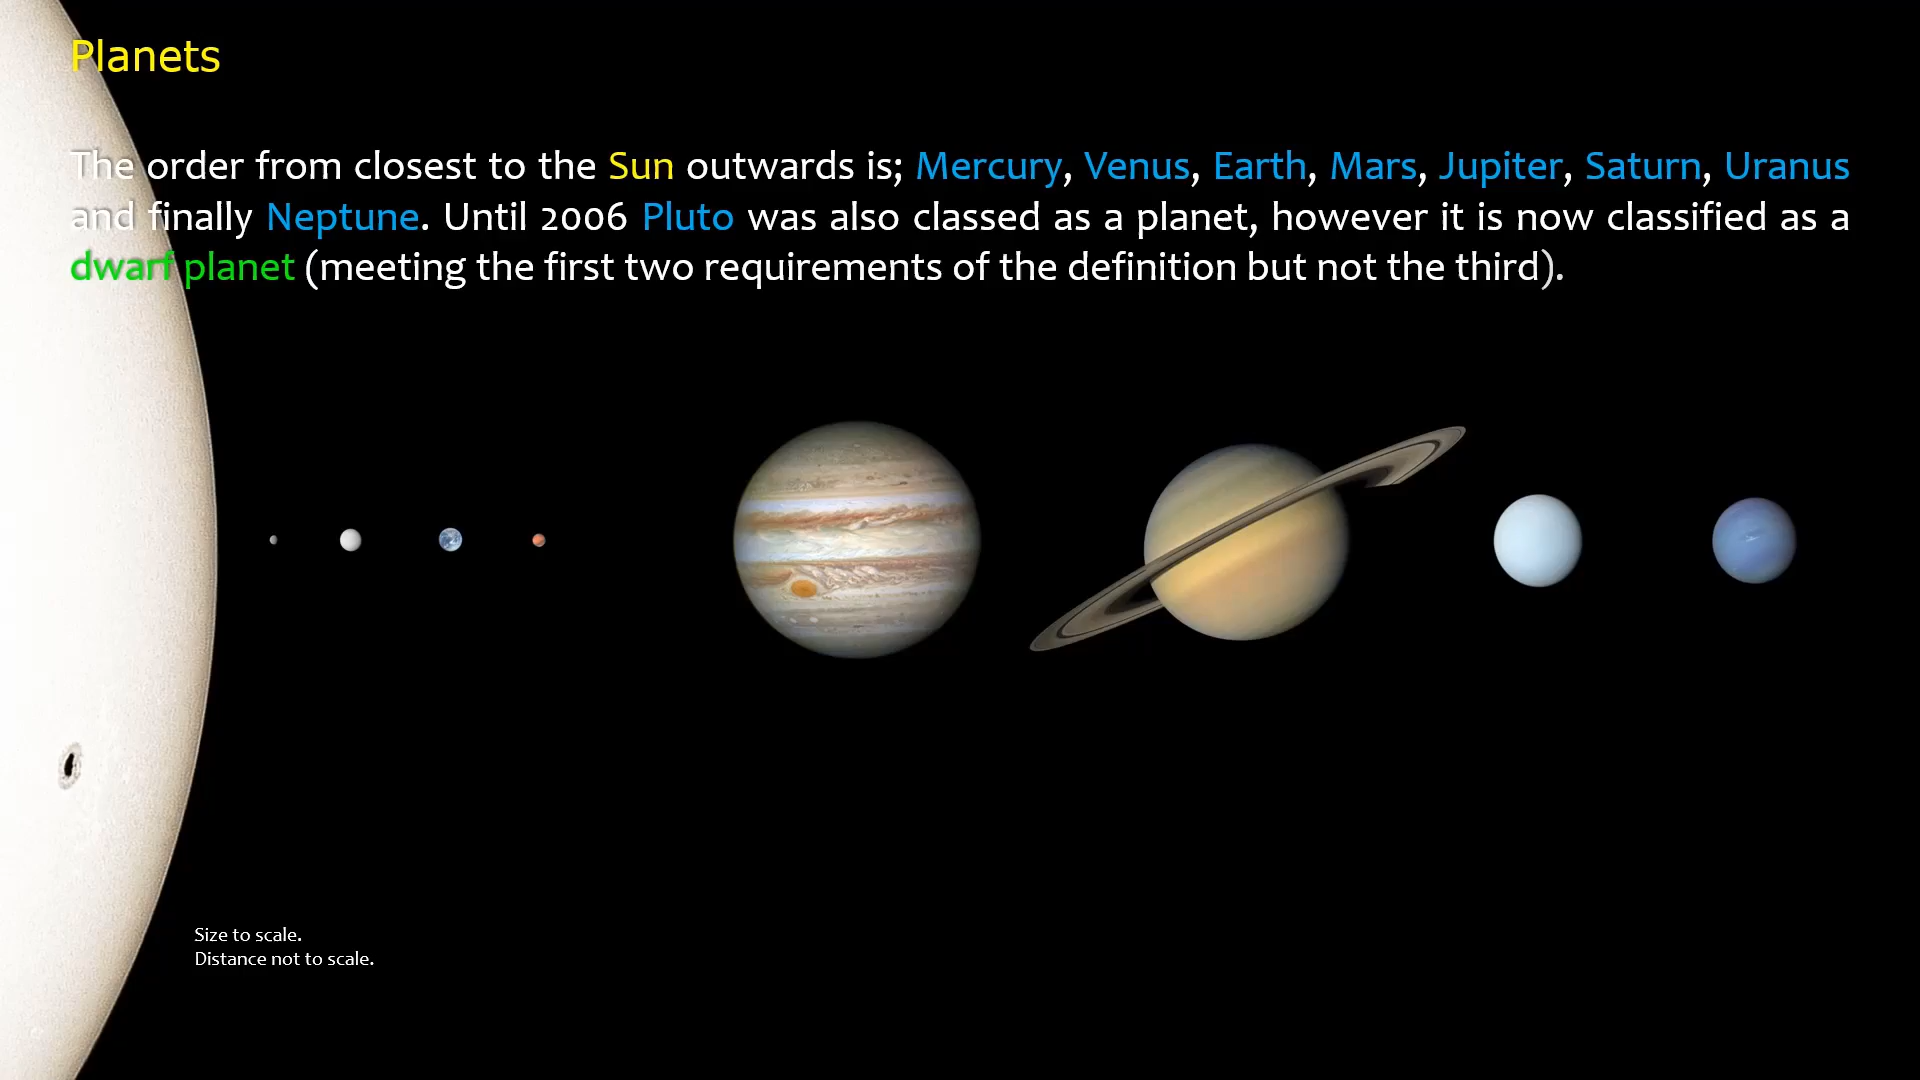 Planets
The order from closest to the Sun outwards is; Mercury, Venus, Earth, Mars, Jupiter, Saturn, Uranus
and finally Neptune. Until 2006 Pluto was also classed as a planet, however it is now classified as a
dwarf planet (meeting the first two requirements of the definition but not the third).
Size to scale.
Distance not to scale.